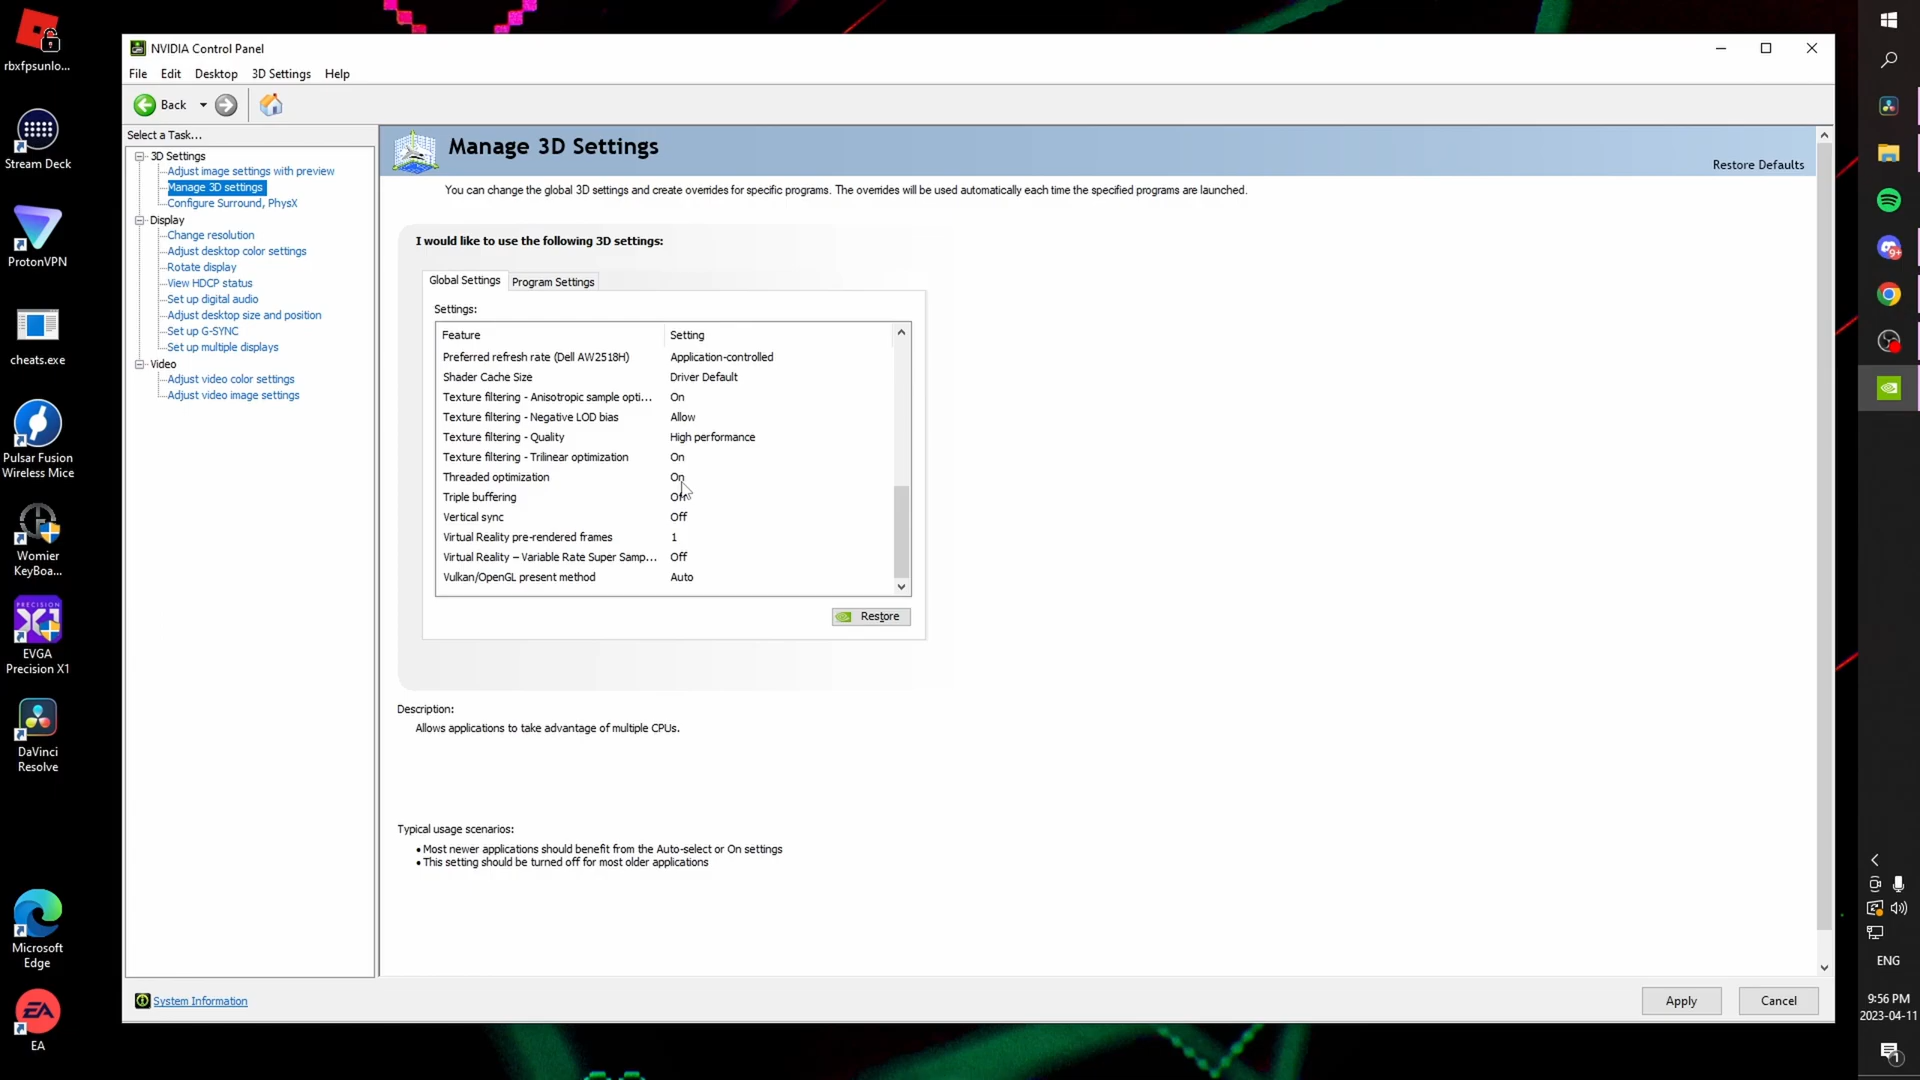 rbxfpsunlo...
Stream Deck
ProtonVPN
cheats.exe
Pulsar Fusion
Wireless Mice
Womier
KeyBoa...
PRECISION
X1
EVGA
Precision X1
DaVinci
Resolve
Microsoft
Edge
EA
EA
NVIDIA Control Panel
File Edit Desktop 3D Settings Help
Back
Select a Task...
3D Settings
Adjust image settings with preview
Manage 3D settings
Configure Surround, PhysX
Display
Change resolution
Adjust desktop color settings
Rotate display
View HDCP status
Set up digital audio
Adjust desktop size and position
Set up G-SYNC
Set up multiple displays
Video
Adjust video color settings
Adjust video image settings
System Information
Manage 3D Settings
Restore Defaults
You can change the global 3D settings and create overrides for specific programs. The overrides will be used automatically each time the specified programs are launched.
I would like to use the following 3D settings:
Global Settings Program Settings
Settings:
Feature Setting
Preferred refresh rate (Dell AW2518H) Application-controlled
Shader Cache Size Driver Default
Texture filtering - Anisotropic sample opti... On
Texture filtering - Negative LOD bias Allow
Texture filtering - Quality High performance
Texture filtering - Trilinear optimization On
Threaded optimization On
Triple buffering Off
Vertical sync Off
Virtual Reality pre-rendered frames 1
Virtual Reality – Variable Rate Super Samp... Off
Vulkan/OpenGL present method Auto
Restore
Description:
Allows applications to take advantage of multiple CPUs.
Typical usage scenarios:
• Most newer applications should benefit from the Auto-select or On settings
• This setting should be turned off for most older applications
Apply Cancel
9+
ENG
9:56 PM
2023-04-11
1